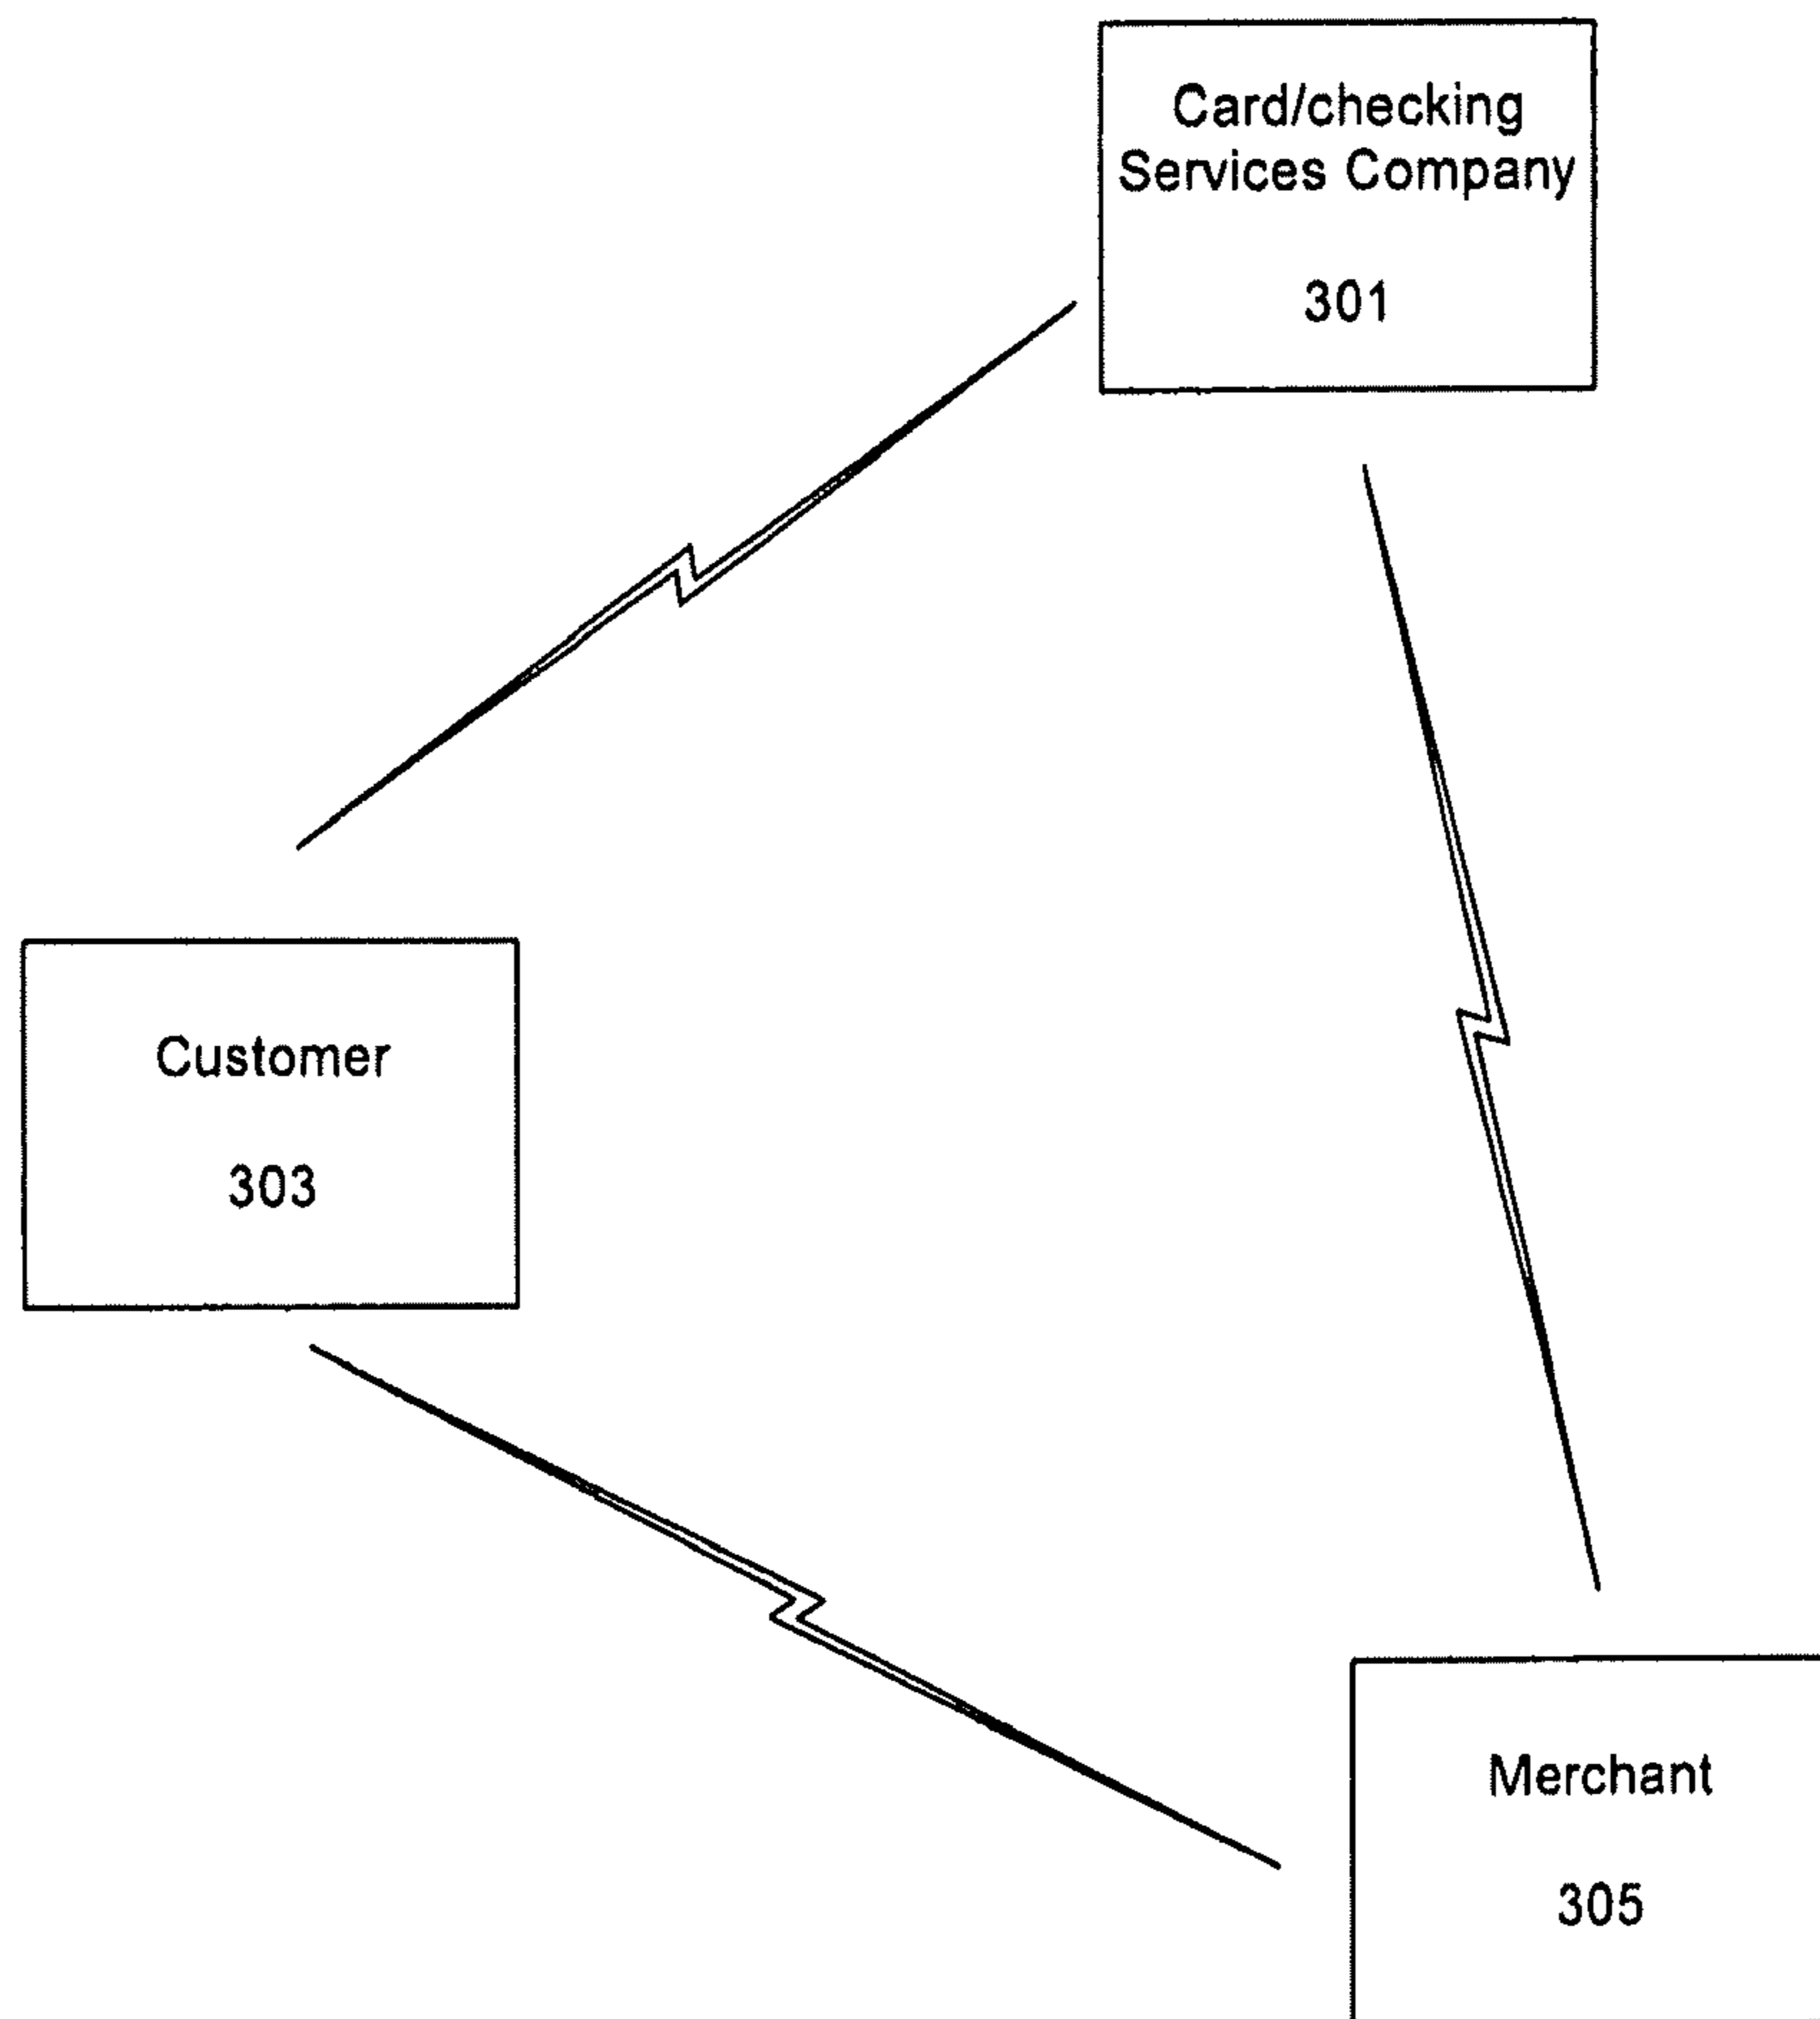 Card/checking
Services Company
301
Customer
303
Merchant
305